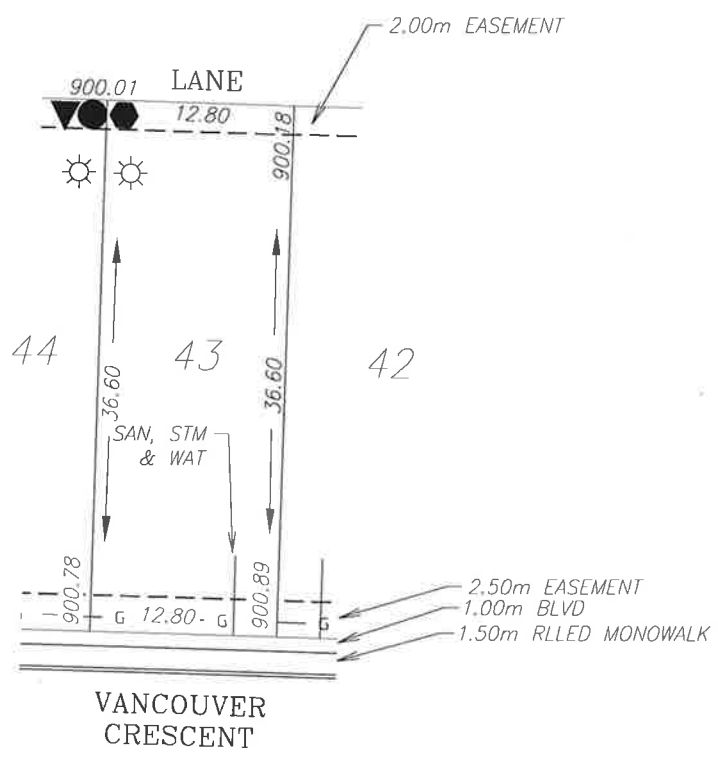 2.00m EASEMENT
LANE
900.01
12.80
900.18
44
43
42
36.60
36.60
SAN, STM
& WAT
900.78
900.89
G
12.80-
G
G
2.50m EASEMENT
1.00m BLVD
1.50m RLLED MONOWALK
VANCOUVER
CRESCENT